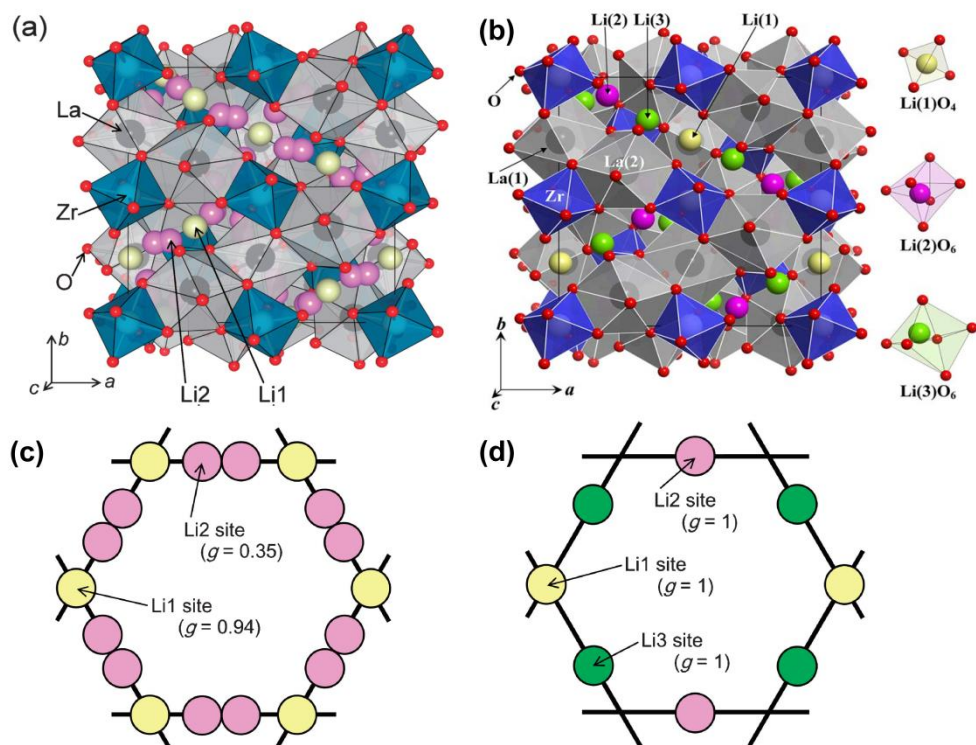 (a)
La
Zr
O
b
c
a
Li2
Li1
(b)
Li(2)
Li(3)
Li(1)
O
La(1)
La(2)
Zr
b
c
a
Li(1)O₄
Li(2)O₆
Li(3)O₆
(c)
Li2 site
(g = 0.35)
Li1 site
(g = 0.94)
(d)
Li2 site
(g = 1)
Li1 site
(g = 1)
Li3 site
(g = 1)